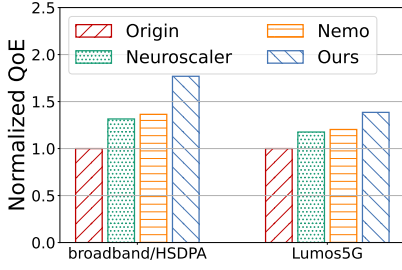 Normalized QoE
2.5
2.0
1.5
1.0
0.5
0.0
Origin
Neuroscaler
Nemo
Ours
broadband/HSDPA
Lumos5G